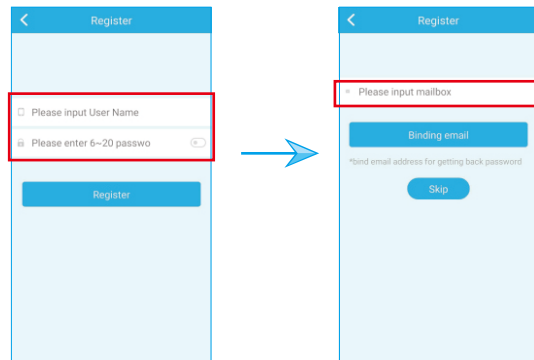 Register
Please input User Name
Please enter 6~20 passwo
Register
Register
Please input mailbox
Binding email
*bind email address for getting back password
Skip